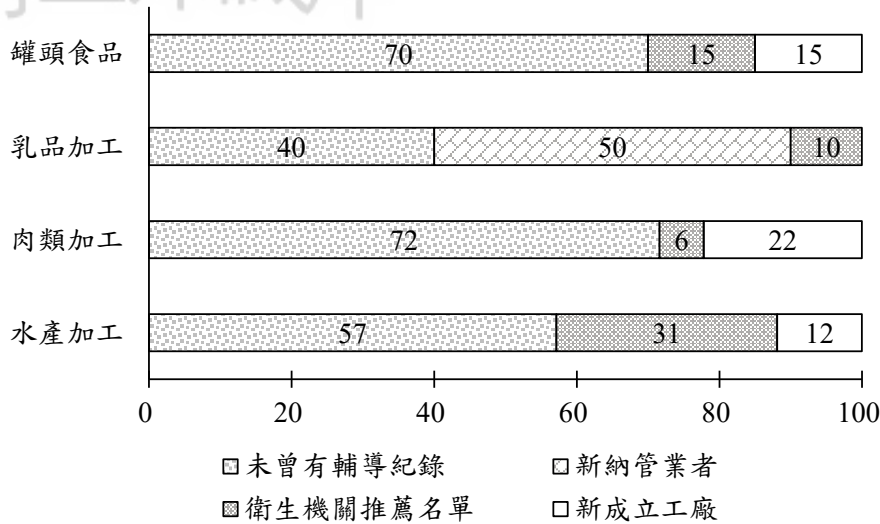 罐頭食品 70 15 15
乳品加工 40 50 10
肉類加工 72 6 22
水產加工 57 31 12
0 20 40 60 80 100
未曾有輔導紀錄 新納管業者
衛生機關推薦名單 新成立工廠